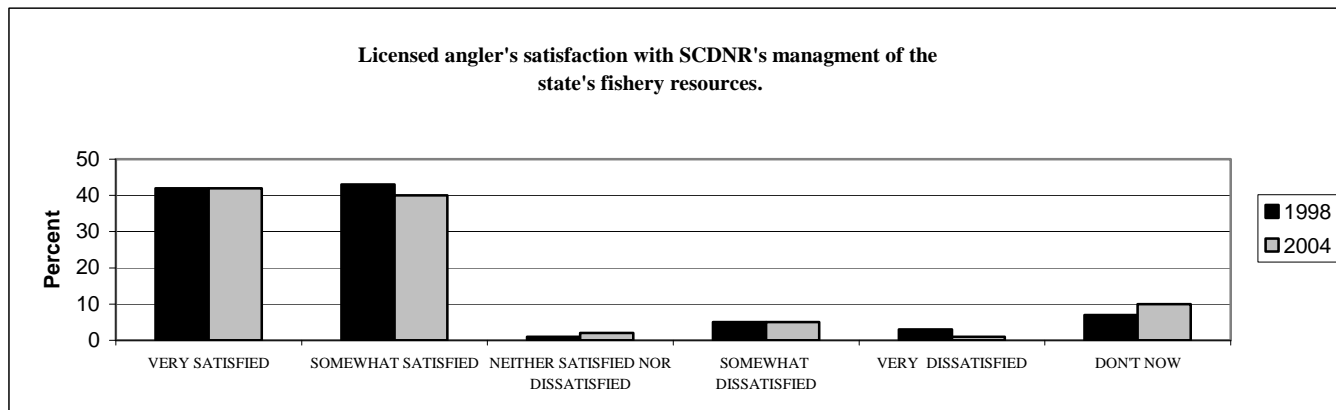 Licensed angler's satisfaction with SCDNR's managment of the
state's fishery resources.
50
40
30
20
10
0
Percent
VERY SATISFIED
SOMEWHAT SATISFIED
NEITHER SATISFIED NOR
DISSATISFIED
SOMEWHAT
DISSATISFIED
VERY DISSATISFIED
DON'T NOW
1998
2004